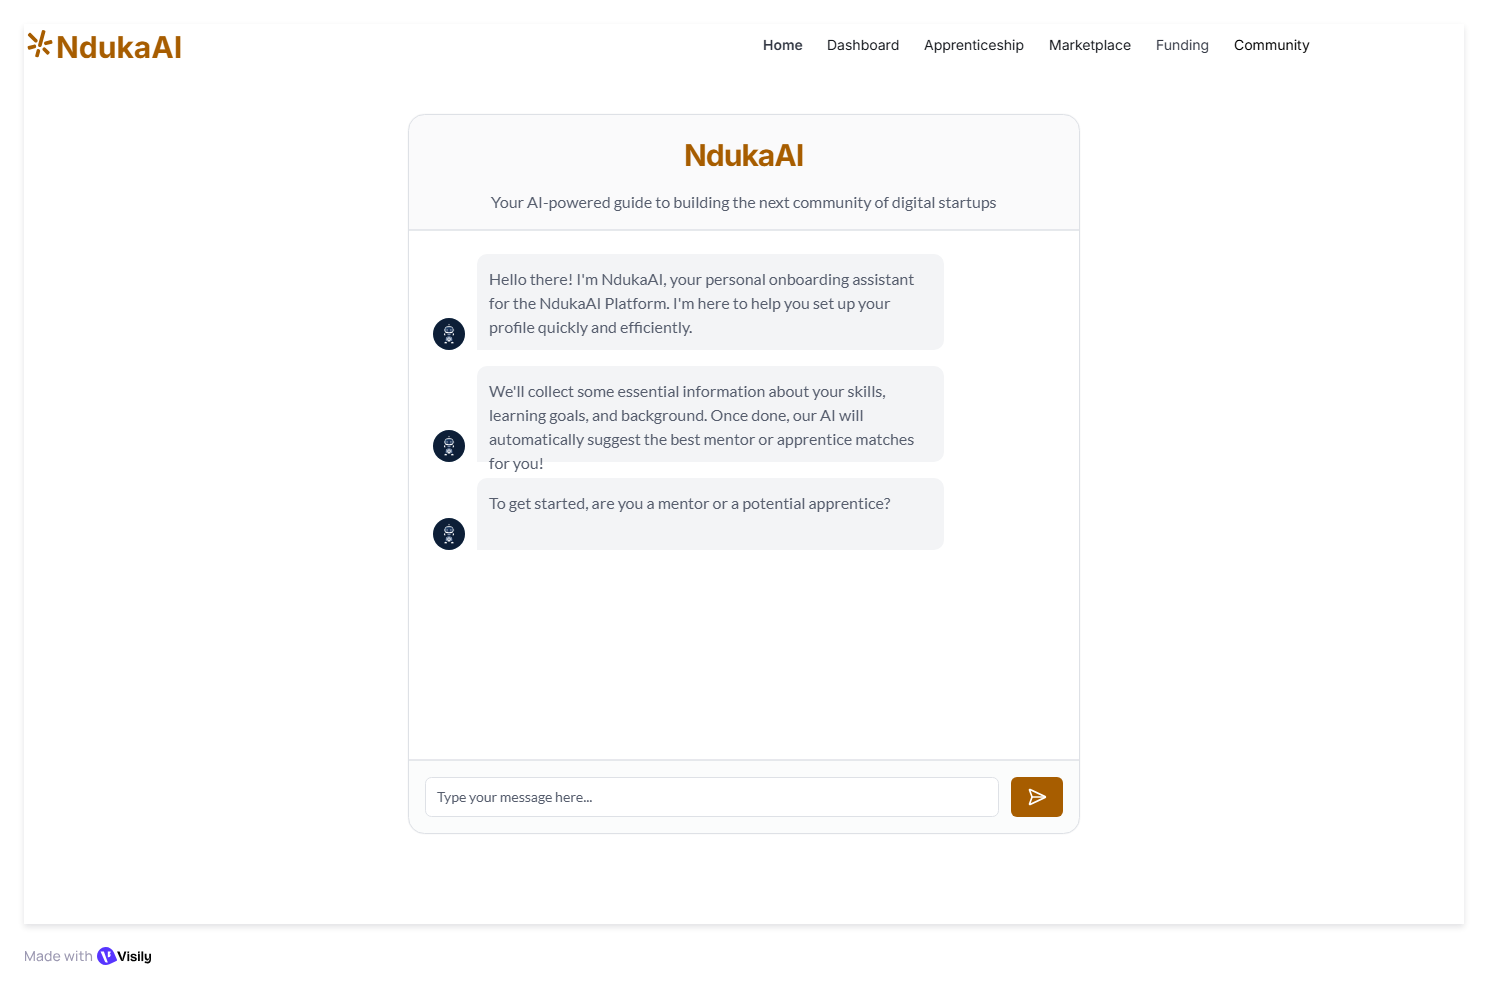 NdukaAI
Home Dashboard Apprenticeship Marketplace Funding Community
NdukaAI
Your AI-powered guide to building the next community of digital startups
Hello there! I'm NdukaAI, your personal onboarding assistant
for the NdukaAI Platform. I'm here to help you set up your
profile quickly and efficiently.
We'll collect some essential information about your skills,
learning goals, and background. Once done, our AI will
automatically suggest the best mentor or apprentice matches
for you!
To get started, are you a mentor or a potential apprentice?
Type your message here...
Made with Visily